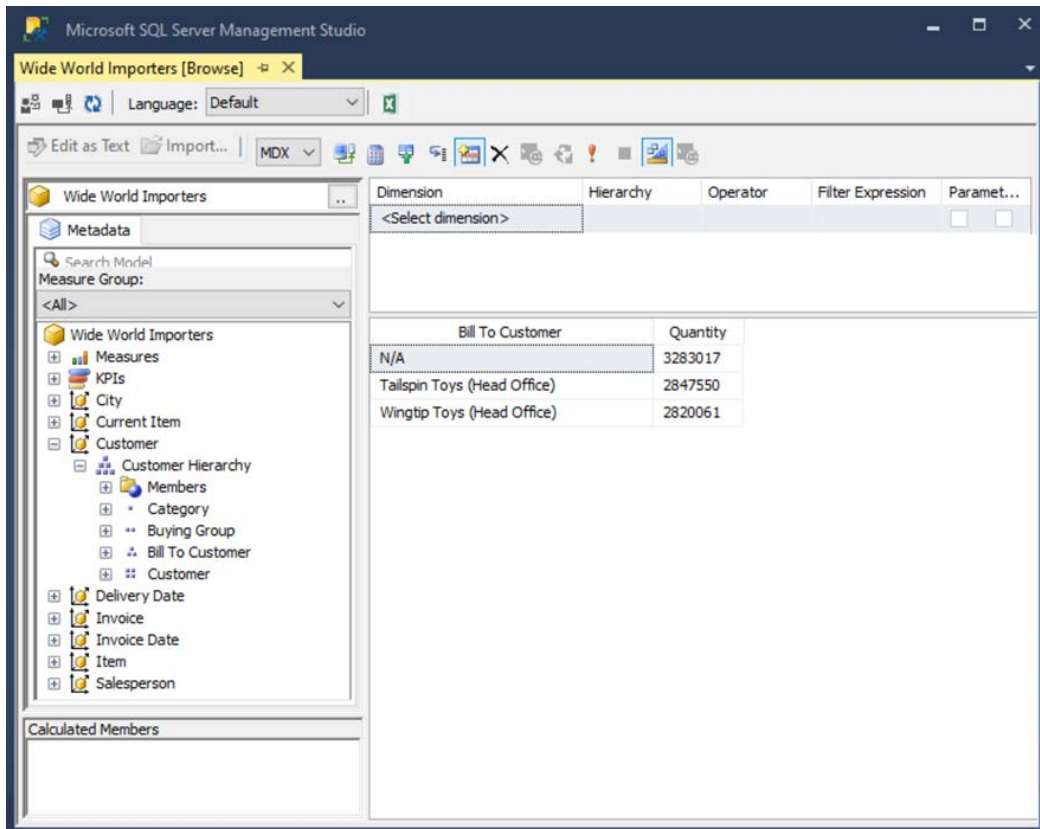 Microsoft SQL Server Management Studio
Wide World Importers [Browse]
Language: Default
Edit as Text Import... MDX
Wide World Importers ..
Metadata
Search Model
Measure Group:
<All>
Wide World Importers
Measures
KPIs
City
Current Item
Customer
Customer Hierarchy
Members
Category
Buying Group
Bill To Customer
Customer
Delivery Date
Invoice
Invoice Date
Item
Salesperson
Calculated Members
Dimension Hierarchy Operator Filter Expression Paramet...
<Select dimension>
Bill To Customer Quantity
N/A 3283017
Tailspin Toys (Head Office) 2847550
Wingtip Toys (Head Office) 2820061